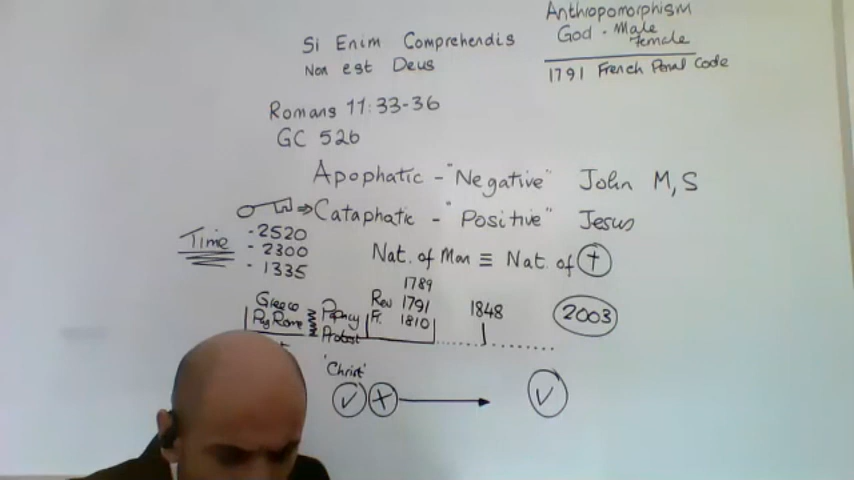 Anthropomorphism
God - Male
Female
1791 French Penal Code
Si Enim Comprehendis
Non est Deus
Romans 11:33-36
GC 526
Apophatic - "Negative" John M, S
⇒ Cataphatic - "Positive" Jesus
Time
- 2520
- 2300
- 1335
Nat. of Man ≡ Nat. of
Greece
Pag Rome
Papacy
Protest
1789
Rev 1791
Fr. 1810
1848
2003
'Christ'